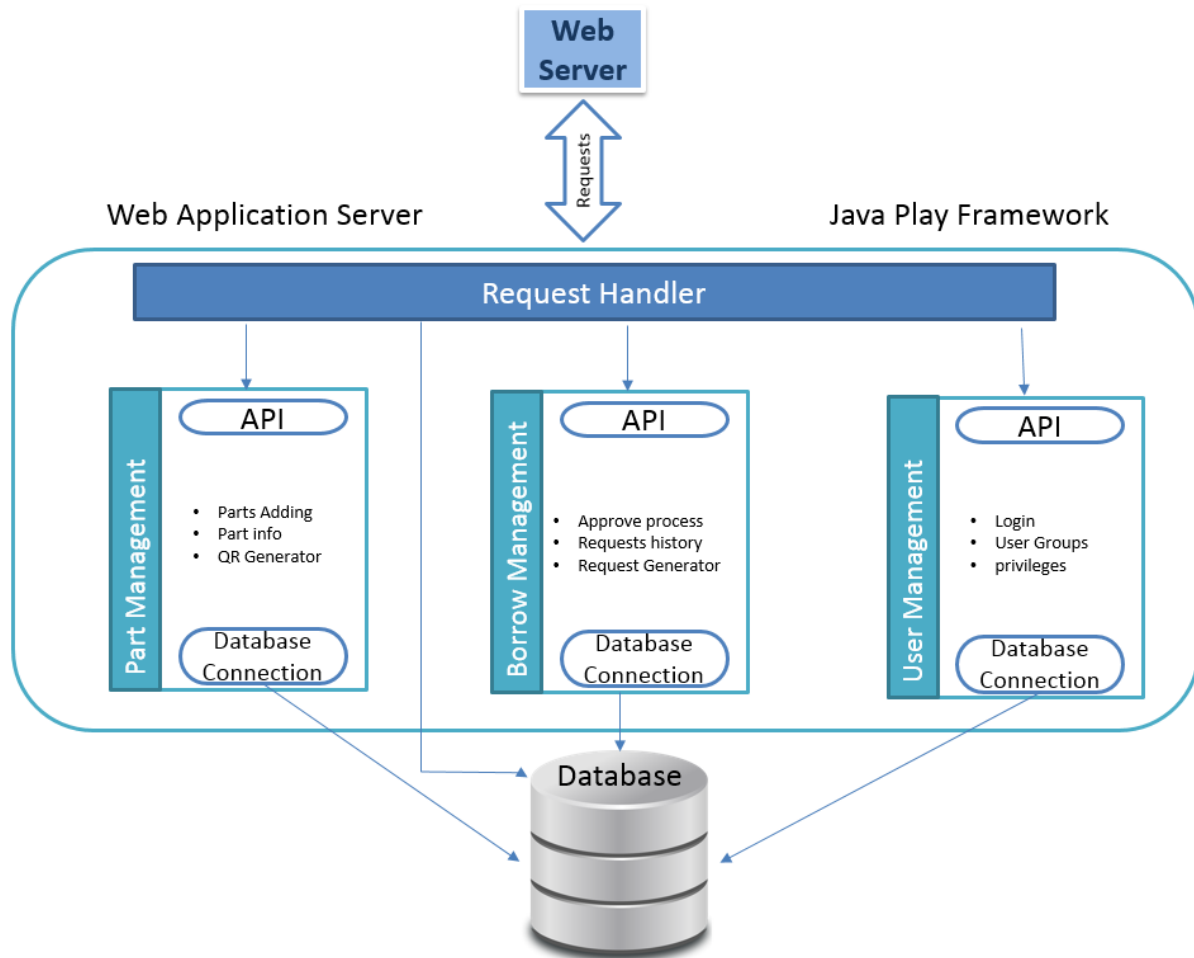 Web
Server
Requests
Web Application Server
Java Play Framework
Request Handler
Part Management
API
• Parts Adding
• Part info
• QR Generator
Database
Connection
Borrow Management
API
• Approve process
• Requests history
• Request Generator
Database
Connection
User Management
API
• Login
• User Groups
• privileges
Database
Connection
Database